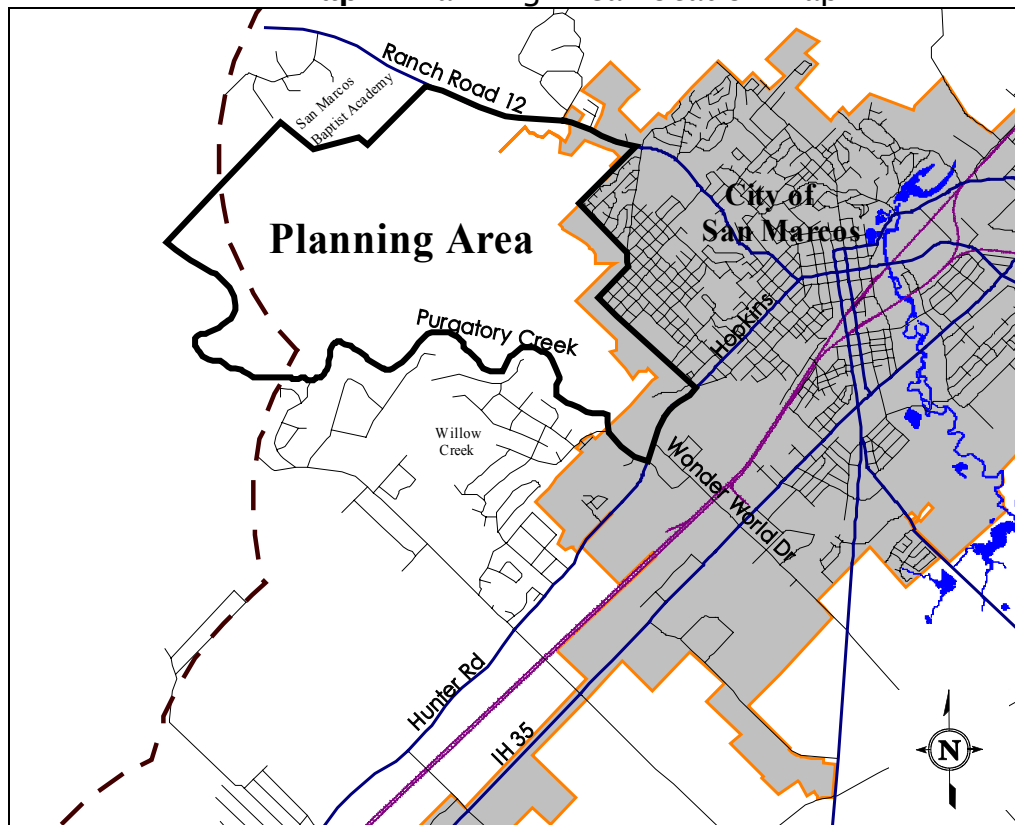 Ranch Road 12
San Marcos
Baptist Academy
City of
San Marcos
Planning Area
Purgatory Creek
Hopkins
Willow
Creek
Wonder World Dr
Hunter Rd
IH 35
N